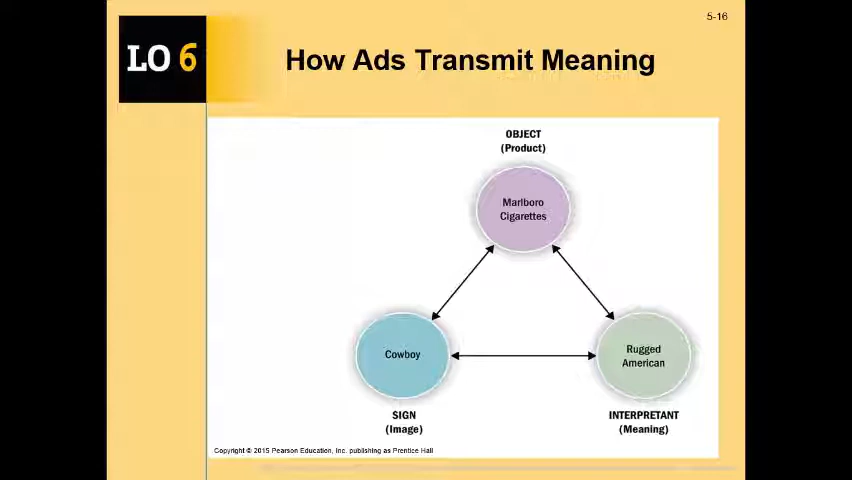 5-16
LO 6
How Ads Transmit Meaning
OBJECT
(Product)
Marlboro
Cigarettes
Cowboy
Rugged
American
SIGN
(Image)
INTERPRETANT
(Meaning)
Copyright © 2015 Pearson Education, Inc. publishing as Prentice Hall